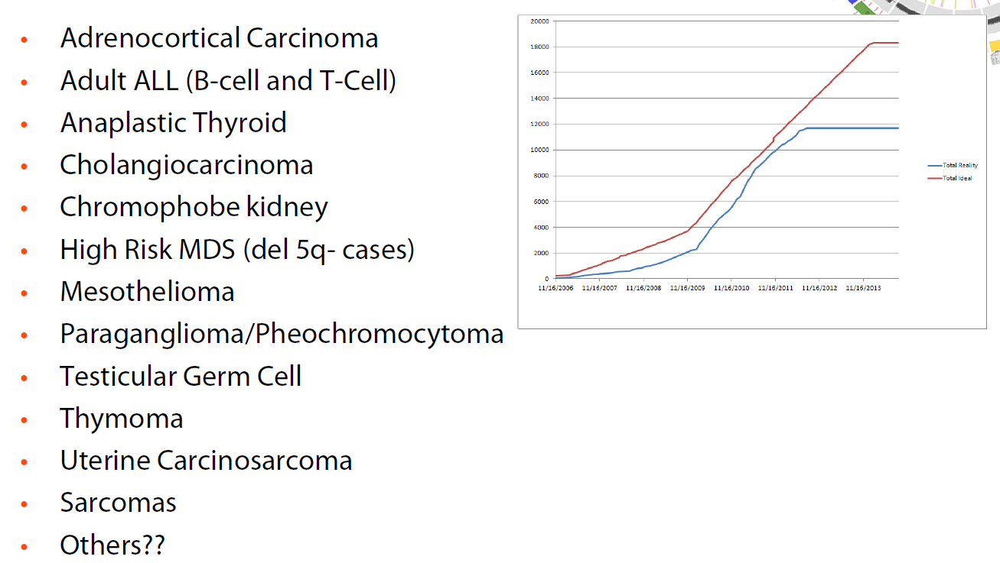 • Adrenocortical Carcinoma
• Adult ALL (B-cell and T-Cell)
• Anaplastic Thyroid
• Cholangiocarcinoma
• Chromophobe kidney
• High Risk MDS (del 5q- cases)
• Mesothelioma
• Paraganglioma/Pheochromocytoma
• Testicular Germ Cell
• Thymoma
• Uterine Carcinosarcoma
• Sarcomas
• Others??
20000
18000
16000
14000
12000
10000
8000
6000
4000
2000
0
11/16/2006 11/16/2007 11/16/2008 11/16/2009 11/16/2010 11/16/2011 11/16/2012 11/16/2013
Total Reality
Total Ideal